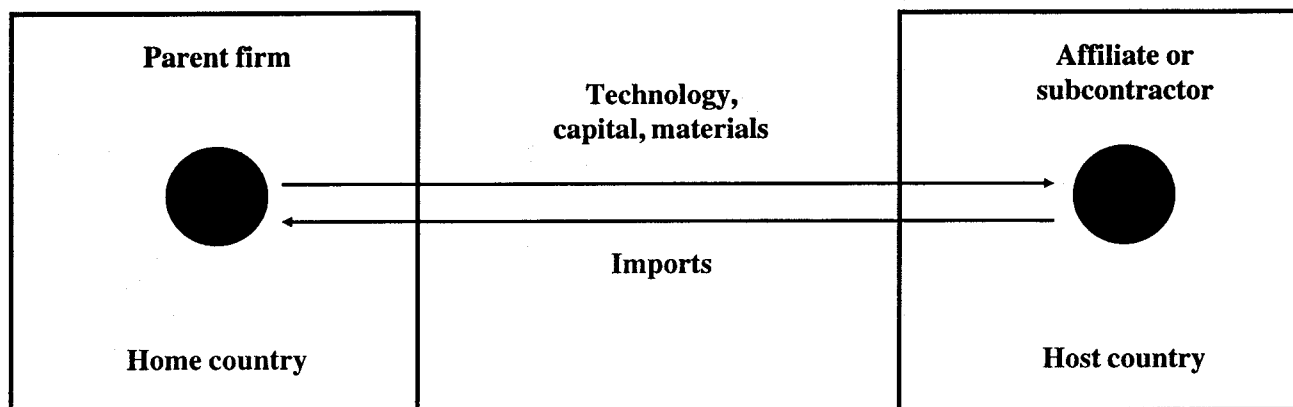 Parent firm
Affiliate or
subcontractor
Technology,
capital, materials
Imports
Home country
Host country